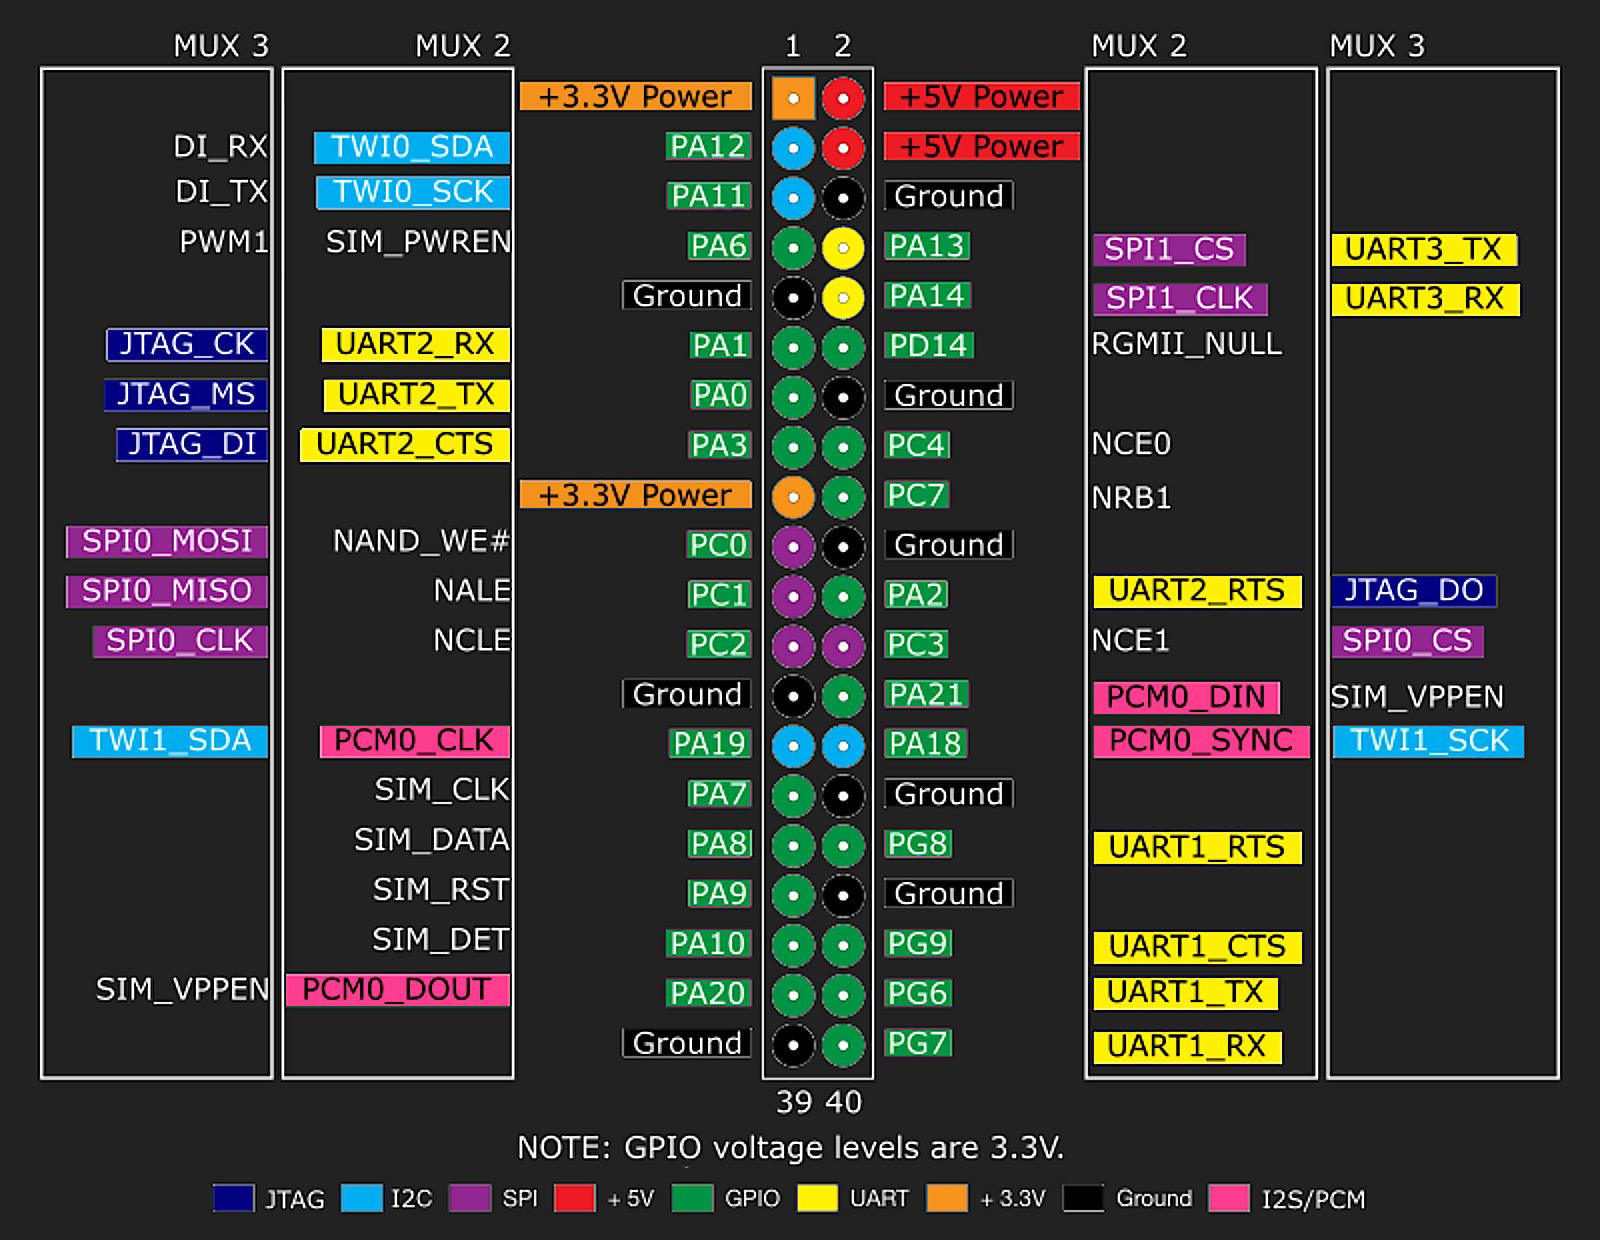 MUX 3 MUX 2 1 2 MUX 2 MUX 3
+3.3V Power +5V Power
DI_RX TWI0_SDA PA12 +5V Power
DI_TX TWI0_SCK PA11 Ground
PWM1 SIM_PWREN PA6 PA13 SPI1_CS UART3_TX
Ground PA14 SPI1_CLK UART3_RX
JTAG_CK UART2_RX PA1 PD14 RGMII_NULL
JTAG_MS UART2_TX PA0 Ground
JTAG_DI UART2_CTS PA3 PC4 NCE0
+3.3V Power PC7 NRB1
SPI0_MOSI NAND_WE# PC0 Ground
SPI0_MISO NALE PC1 PA2 UART2_RTS JTAG_DO
SPI0_CLK NCLE PC2 PC3 NCE1 SPI0_CS
Ground PA21 PCM0_DIN SIM_VPPEN
TWI1_SDA PCM0_CLK PA19 PA18 PCM0_SYNC TWI1_SCK
SIM_CLK PA7 Ground
SIM_DATA PA8 PG8 UART1_RTS
SIM_RST PA9 Ground
SIM_DET PA10 PG9 UART1_CTS
SIM_VPPEN PCM0_DOUT PA20 PG6 UART1_TX
Ground PG7 UART1_RX
39 40
NOTE: GPIO voltage levels are 3.3V.
JTAG I2C SPI + 5V GPIO UART + 3.3V Ground I2S/PCM